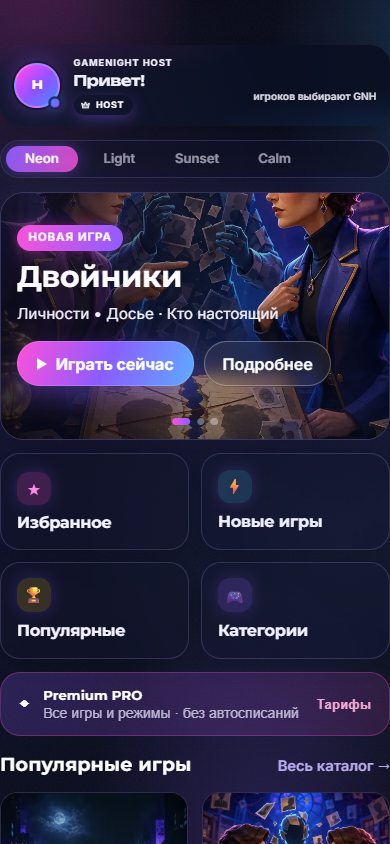 GAMENIGHT HOST
H
Привет!
HOST
игроков выбирают GNH
Neon
Light
Sunset
Calm
НОВАЯ ИГРА
Двойники
Личности • Досье · Кто настоящий
Играть сейчас
Подробнее
Избранное
Новые игры
Популярные
Категории
Premium PRO
Все игры и режимы · без автосписаний
Тарифы
Популярные игры
Весь каталог →